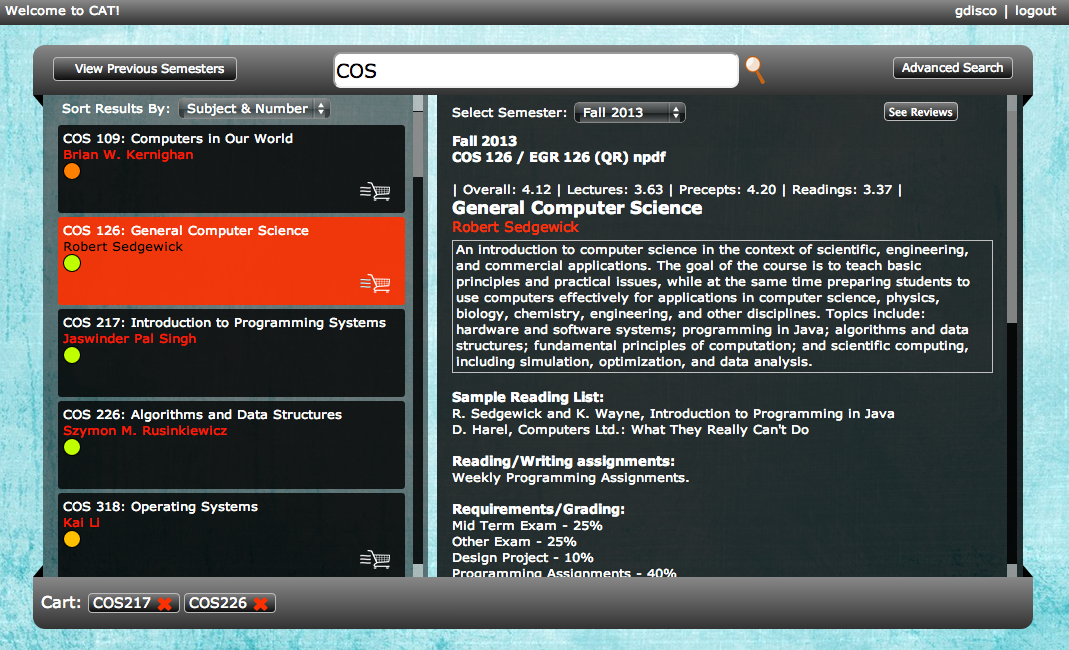 Welcome to CAT!
gdisco | logout
View Previous Semesters
COS
Advanced Search
Sort Results By: Subject & Number
COS 109: Computers in Our World
Brian W. Kernighan
COS 126: General Computer Science
Robert Sedgewick
COS 217: Introduction to Programming Systems
Jaswinder Pal Singh
COS 226: Algorithms and Data Structures
Szymon M. Rusinkiewicz
COS 318: Operating Systems
Kai Li
Select Semester: Fall 2013
See Reviews
Fall 2013
COS 126 / EGR 126 (QR) npdf
| Overall: 4.12 | Lectures: 3.63 | Precepts: 4.20 | Readings: 3.37 |
General Computer Science
Robert Sedgewick
An introduction to computer science in the context of scientific, engineering,
and commercial applications. The goal of the course is to teach basic
principles and practical issues, while at the same time preparing students to
use computers effectively for applications in computer science, physics,
biology, chemistry, engineering, and other disciplines. Topics include:
hardware and software systems; programming in Java; algorithms and data
structures; fundamental principles of computation; and scientific computing,
including simulation, optimization, and data analysis.
Sample Reading List:
R. Sedgewick and K. Wayne, Introduction to Programming in Java
D. Harel, Computers Ltd.: What They Really Can't Do
Reading/Writing assignments:
Weekly Programming Assignments.
Requirements/Grading:
Mid Term Exam - 25%
Other Exam - 25%
Design Project - 10%
Programming Assignments - 40%
Cart: COS217 COS226